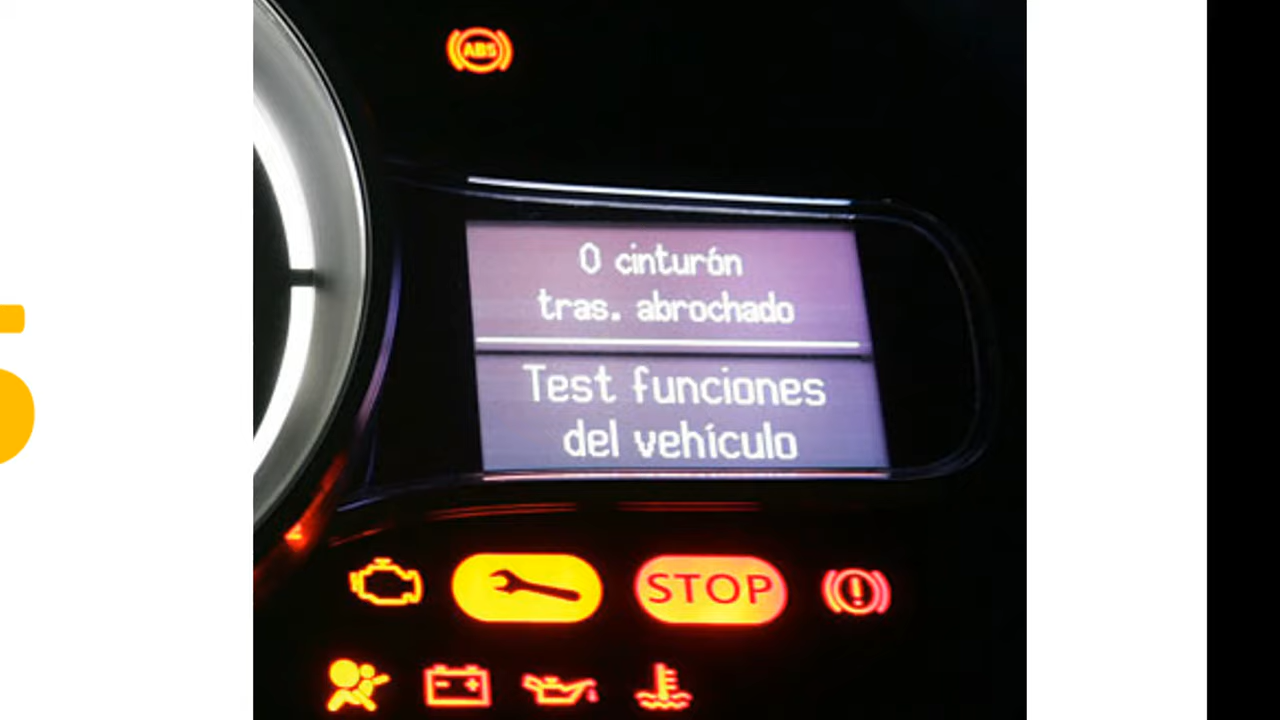 ABS
0 cinturón
tras. abrochado
Test funciones
del vehículo
STOP